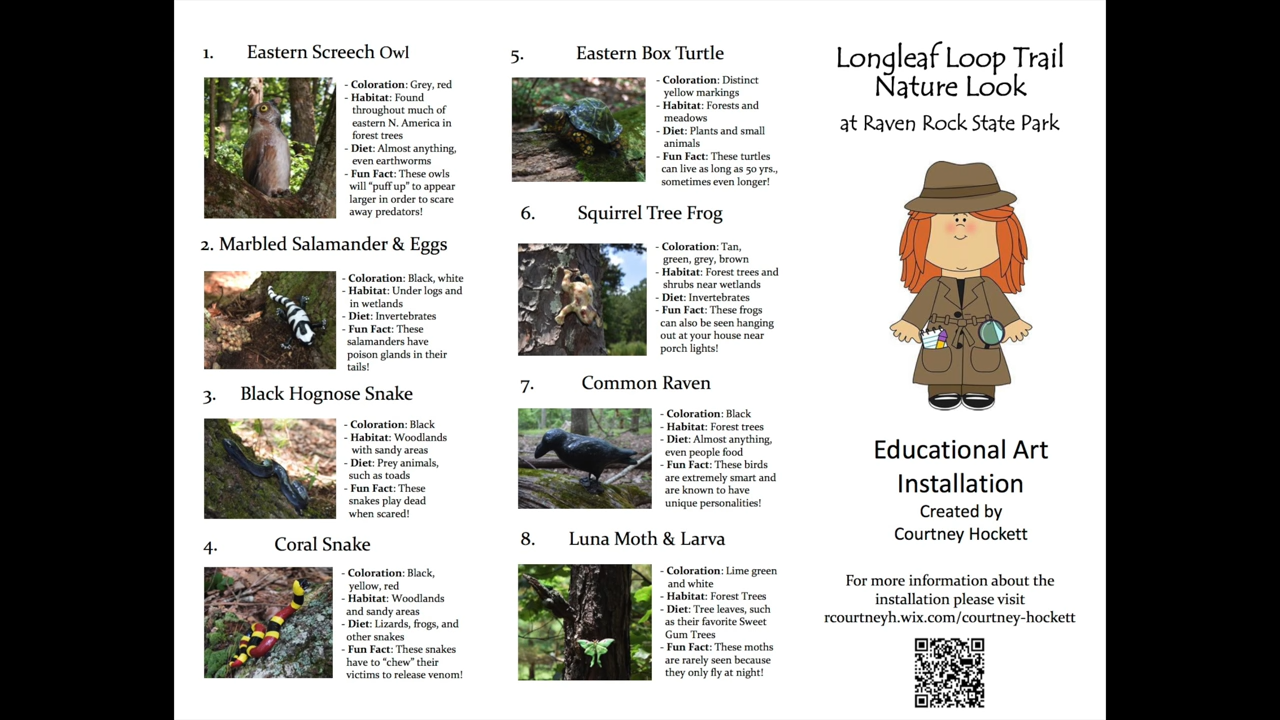 1. Eastern Screech Owl
- Coloration: Grey, red
- Habitat: Found
throughout much of
eastern N. America in
forest trees
- Diet: Almost anything,
even earthworms
- Fun Fact: These owls
will “puff up” to appear
larger in order to scare
away predators!
2. Marbled Salamander & Eggs
- Coloration: Black, white
- Habitat: Under logs and
in wetlands
- Diet: Invertebrates
- Fun Fact: These
salamanders have
poison glands in their
tails!
3. Black Hognose Snake
- Coloration: Black
- Habitat: Woodlands
with sandy areas
- Diet: Prey animals,
such as toads
- Fun Fact: These
snakes play dead
when scared!
4. Coral Snake
- Coloration: Black,
yellow, red
- Habitat: Woodlands
and sandy areas
- Diet: Lizards, frogs, and
other snakes
- Fun Fact: These snakes
have to “chew” their
victims to release venom!
5. Eastern Box Turtle
- Coloration: Distinct
yellow markings
- Habitat: Forests and
meadows
- Diet: Plants and small
animals
- Fun Fact: These turtles
can live as long as 50 yrs.,
sometimes even longer!
6. Squirrel Tree Frog
- Coloration: Tan,
green, grey, brown
- Habitat: Forest trees and
shrubs near wetlands
- Diet: Invertebrates
- Fun Fact: These frogs
can also be seen hanging
out at your house near
porch lights!
7. Common Raven
- Coloration: Black
- Habitat: Forest trees
- Diet: Almost anything,
even people food
- Fun Fact: These birds
are extremely smart and
are known to have
unique personalities!
8. Luna Moth & Larva
- Coloration: Lime green
and white
- Habitat: Forest Trees
- Diet: Tree leaves, such
as their favorite Sweet
Gum Trees
- Fun Fact: These moths
are rarely seen because
they only fly at night!
Longleaf Loop Trail
Nature Look
at Raven Rock State Park
Educational Art
Installation
Created by
Courtney Hockett
For more information about the
installation please visit
rcourtneyh.wix.com/courtney-hockett